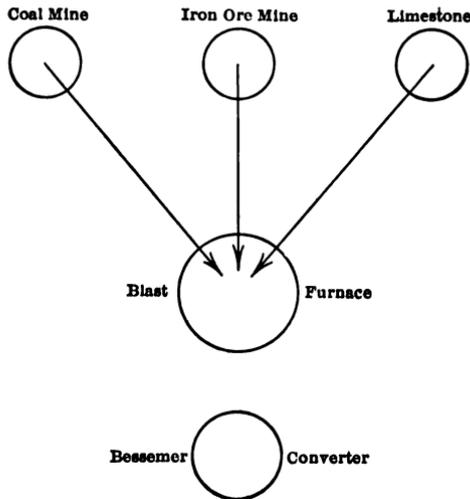 Coal Mine
Iron Ore Mine
Limestone
Blast Furnace
Bessemer Converter